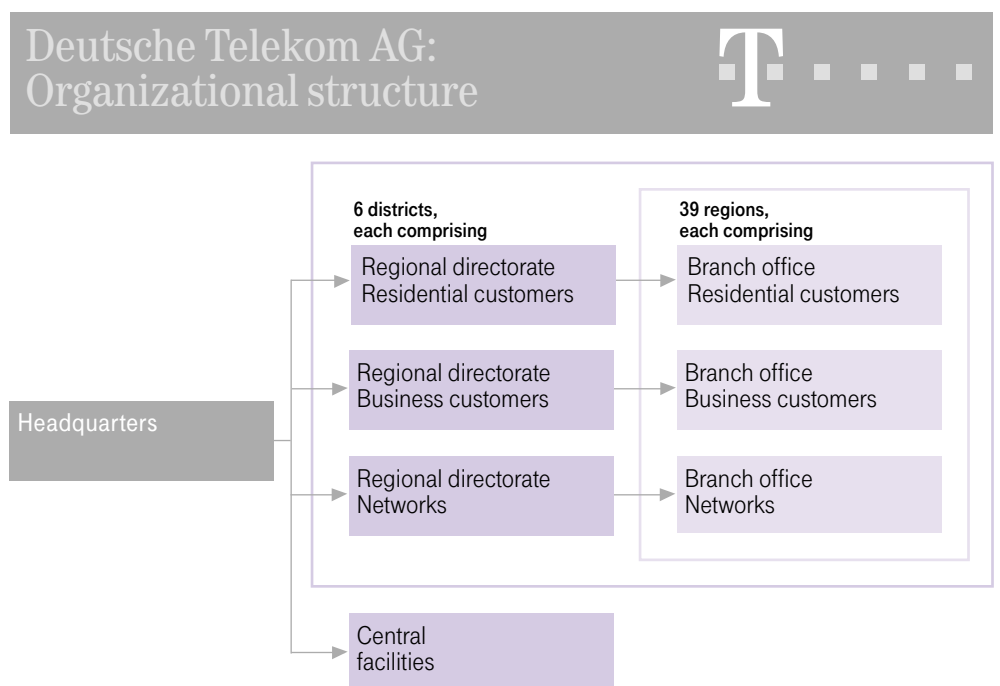 Deutsche Telekom AG:
Organizational structure
T
6 districts,
each comprising
39 regions,
each comprising
Regional directorate
Residential customers
Branch office
Residential customers
Regional directorate
Business customers
Branch office
Business customers
Headquarters
Regional directorate
Networks
Branch office
Networks
Central
facilities